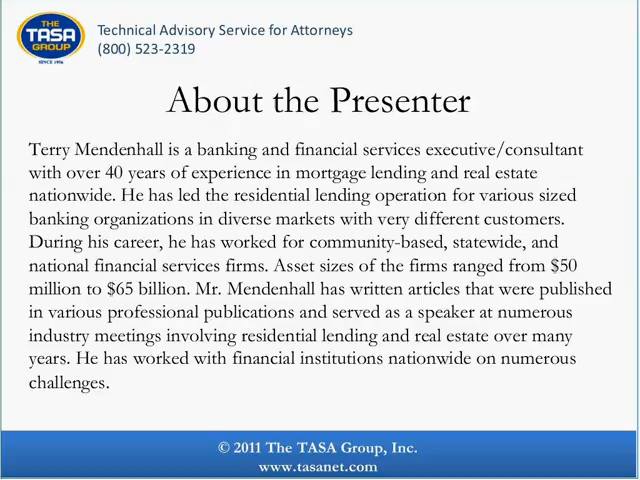 THE
TASA
GROUP
SINCE 1956
Technical Advisory Service for Attorneys
(800) 523-2319
About the Presenter
Terry Mendenhall is a banking and financial services executive/consultant
with over 40 years of experience in mortgage lending and real estate
nationwide. He has led the residential lending operation for various sized
banking organizations in diverse markets with very different customers.
During his career, he has worked for community-based, statewide, and
national financial services firms. Asset sizes of the firms ranged from $50
million to $65 billion. Mr. Mendenhall has written articles that were published
in various professional publications and served as a speaker at numerous
industry meetings involving residential lending and real estate over many
years. He has worked with financial institutions nationwide on numerous
challenges.
© 2011 The TASA Group, Inc.
www.tasanet.com